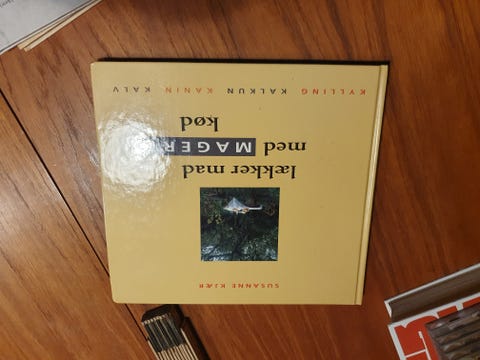 SUSANNE KJÆR
lækker mad
med MAGER
kød
KYLLING KALKUN KANIN KALV